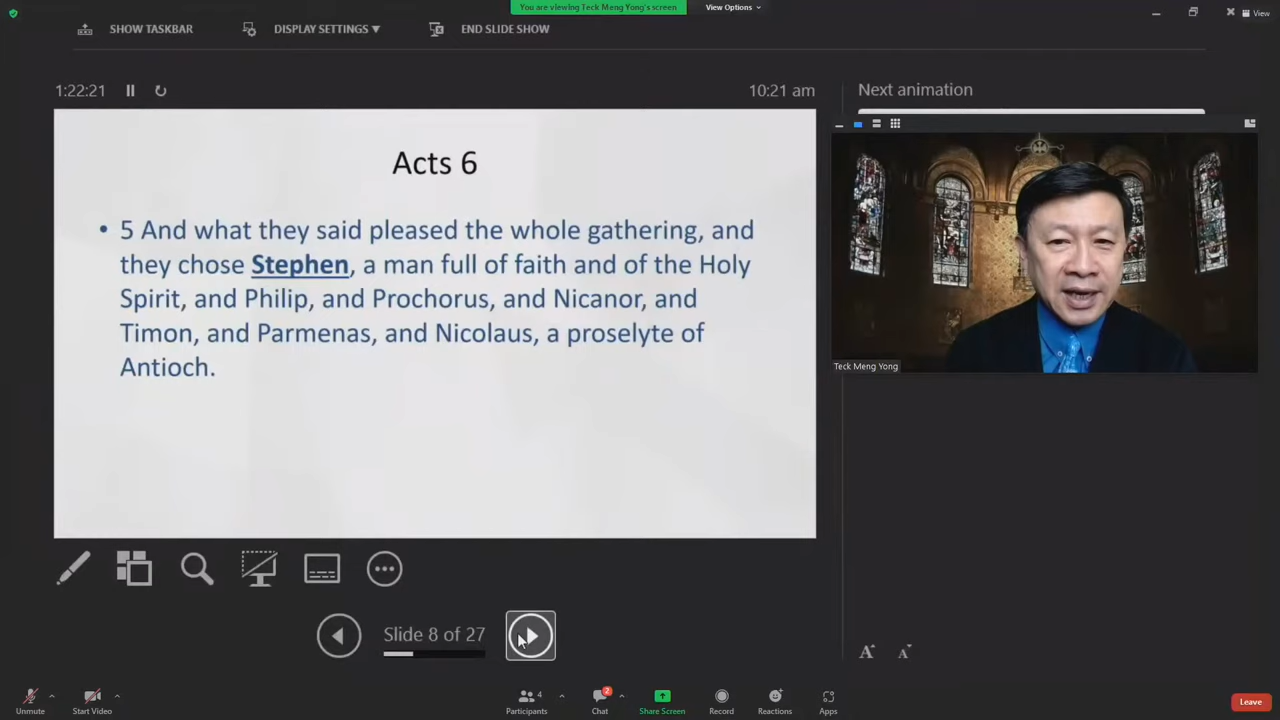 You are viewing Teck Meng Yong's screen
View Options
View
SHOW TASKBAR
DISPLAY SETTINGS ▼
END SLIDE SHOW
1:22:21
10:21 am
Next animation
Acts 6
• 5 And what they said pleased the whole gathering, and
they chose Stephen, a man full of faith and of the Holy
Spirit, and Philip, and Prochorus, and Nicanor, and
Timon, and Parmenas, and Nicolaus, a proselyte of
Antioch.
Teck Meng Yong
Slide 8 of 27
A A
Unmute
Start Video
4
Participants
2
Chat
Share Screen
Record
Reactions
Apps
Leave